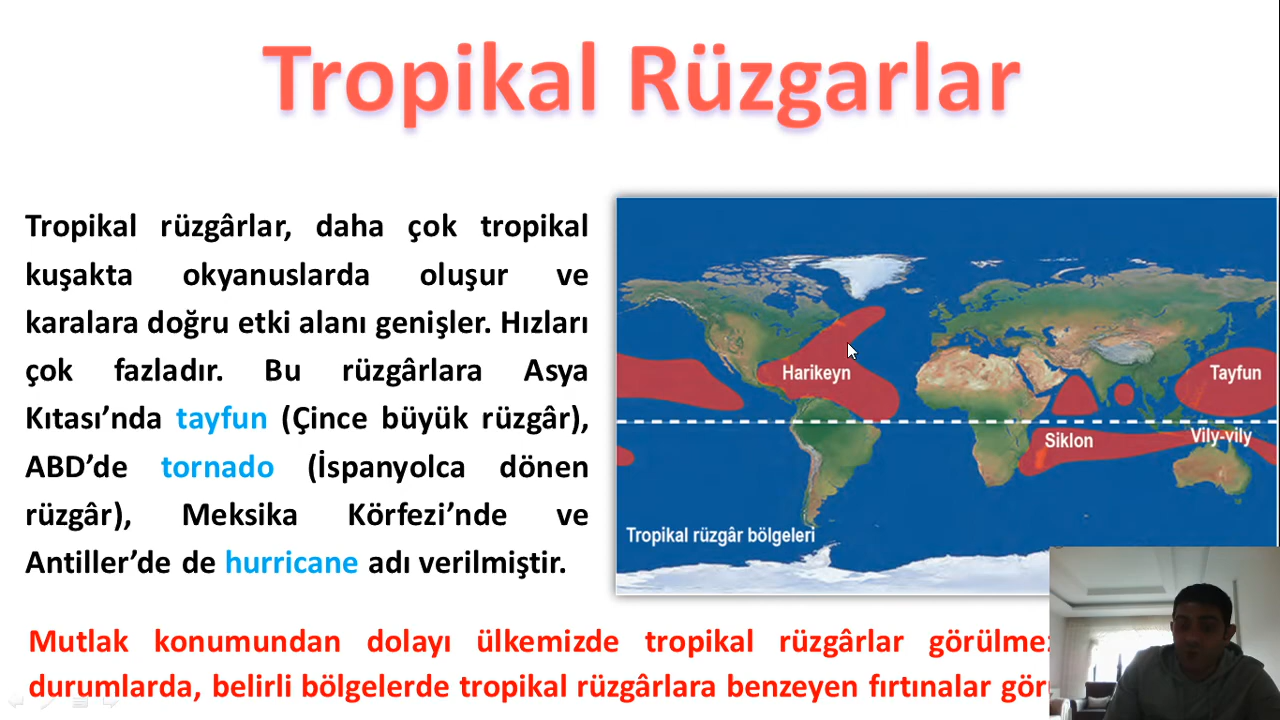 Tropikal Rüzgarlar
Tropikal rüzgârlar, daha çok tropikal
kuşakta okyanuslarda oluşur ve
karalara doğru etki alanı genişler. Hızları
çok fazladır. Bu rüzgârlara Asya
Kıtası’nda tayfun (Çince büyük rüzgâr),
ABD’de tornado (İspanyolca dönen
rüzgâr), Meksika Körfezi’nde ve
Antiller’de de hurricane adı verilmiştir.
Harikeyn
Tayfun
Siklon
Vily-vily
Tropikal rüzgâr bölgeleri
Mutlak konumundan dolayı ülkemizde tropikal rüzgârlar
durumlarda, belirli bölgelerde tropikal rüzgârlara benzeyen fırtınalar